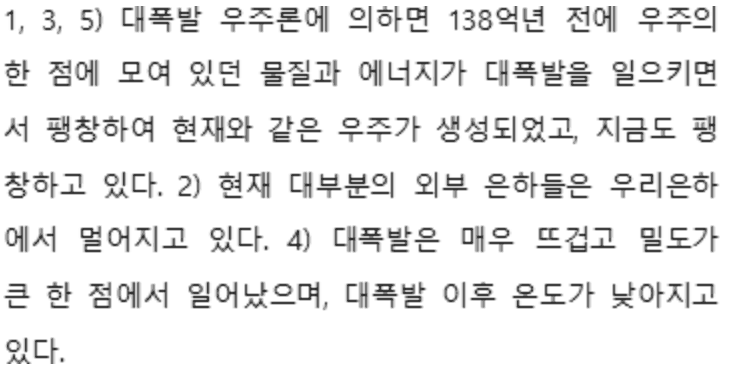 1, 3, 5) 대폭발 우주론에 의하면 138억년 전에 우주의
한 점에 모여 있던 물질과 에너지가 대폭발을 일으키면
서 팽창하여 현재와 같은 우주가 생성되었고, 지금도 팽
창하고 있다. 2) 현재 대부분의 외부 은하들은 우리은하
에서 멀어지고 있다. 4) 대폭발은 매우 뜨겁고 밀도가
큰 한 점에서 일어났으며, 대폭발 이후 온도가 낮아지고
있다.